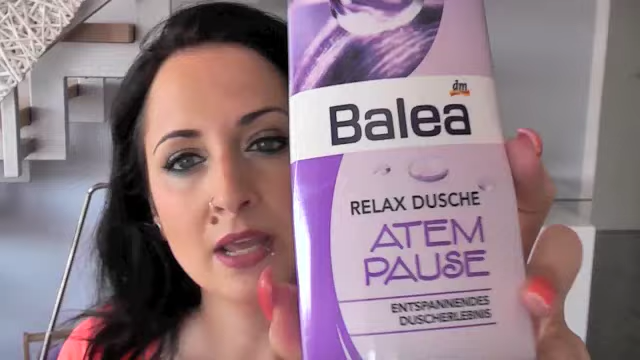 dm
Balea
RELAX DUSCHE
ATEM
PAUSE
ENTSPANNENDES
DUSCHERLEBNIS